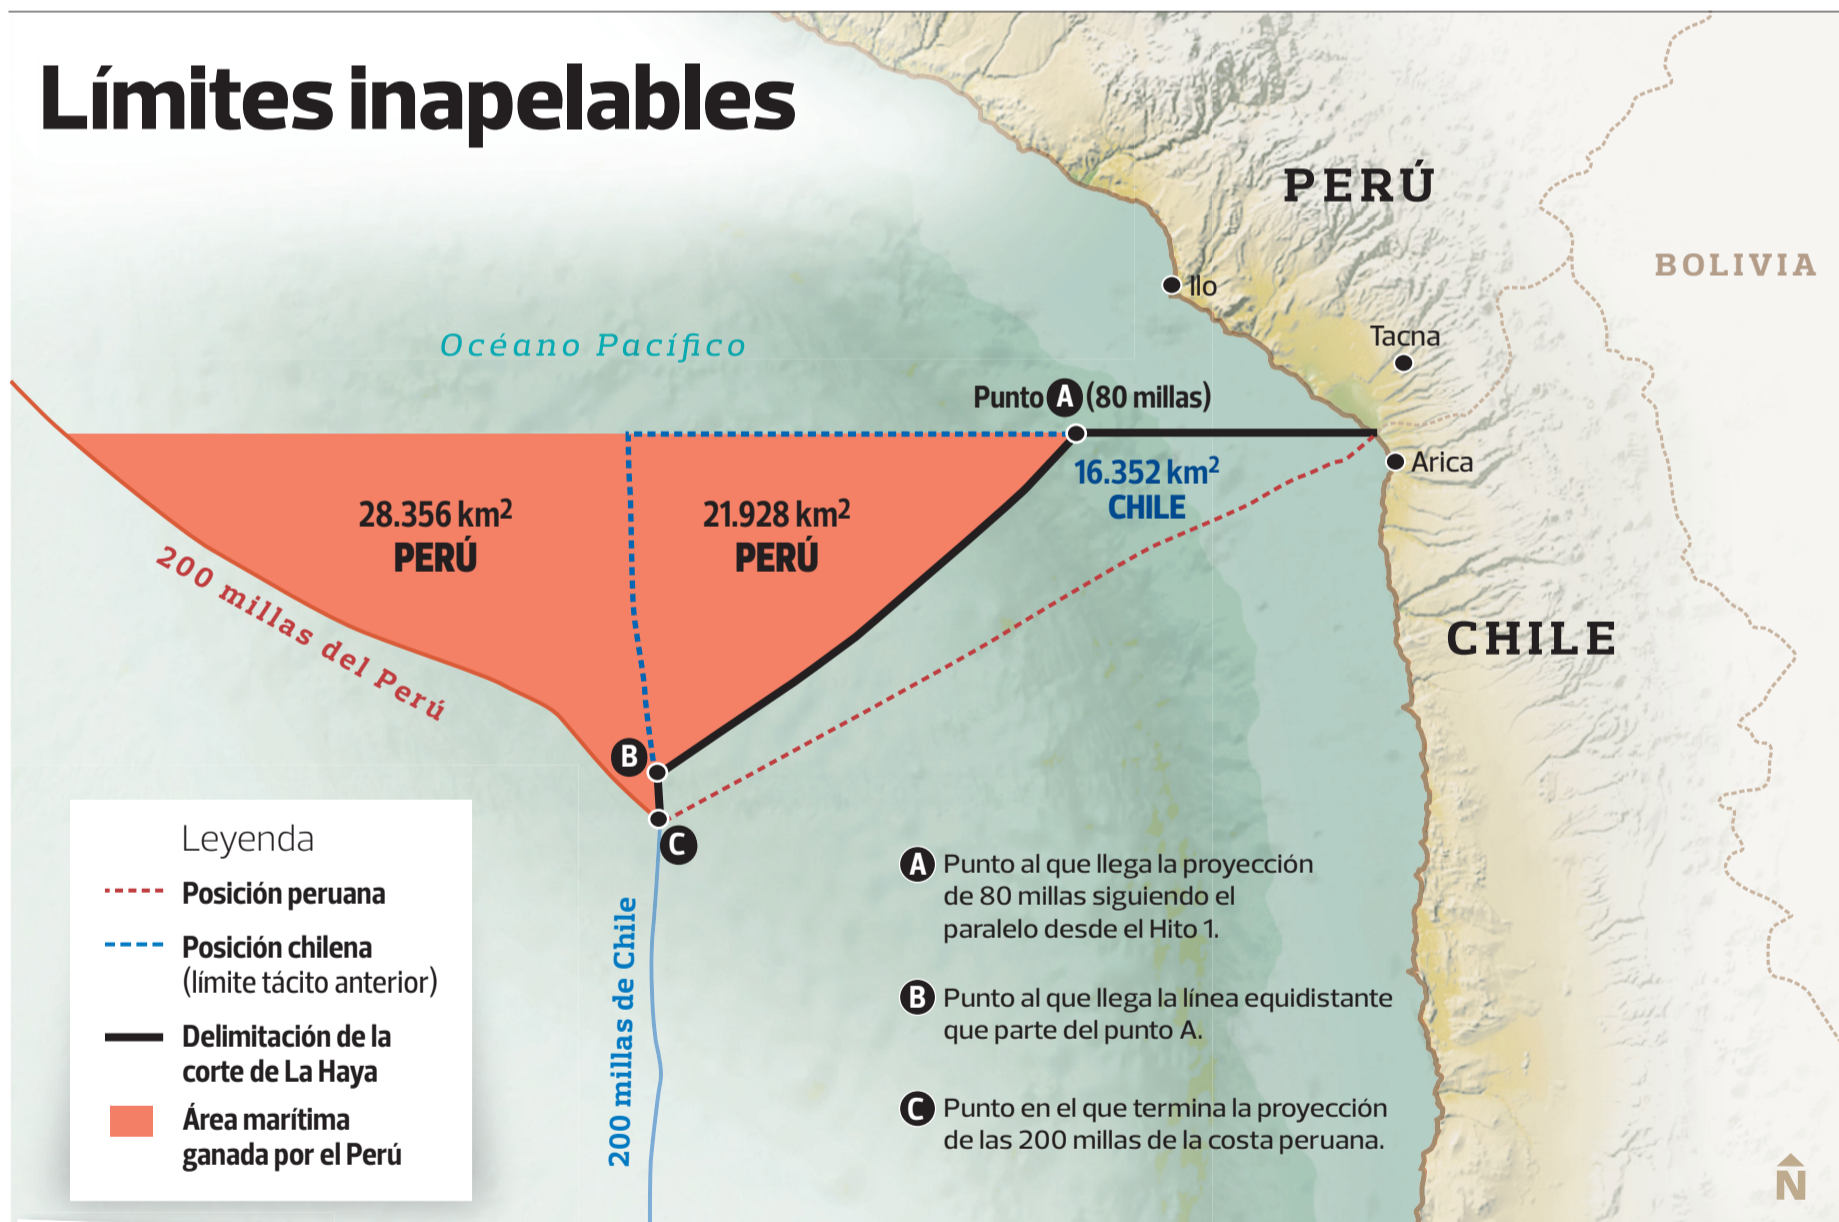 Límites inapelables
PERÚ
BOLIVIA
Ilo
Océano Pacífico
Tacna
Punto A (80 millas)
Arica
16.352 km²
CHILE
28.356 km²
PERÚ
21.928 km²
PERÚ
200 millas del Perú
CHILE
B
C
200 millas de Chile
Leyenda
Posición peruana
Posición chilena
(límite tácito anterior)
Delimitación de la
corte de La Haya
Área marítima
ganada por el Perú
A Punto al que llega la proyección
de 80 millas siguiendo el
paralelo desde el Hito 1.
B Punto al que llega la línea equidistante
que parte del punto A.
C Punto en el que termina la proyección
de las 200 millas de la costa peruana.
N